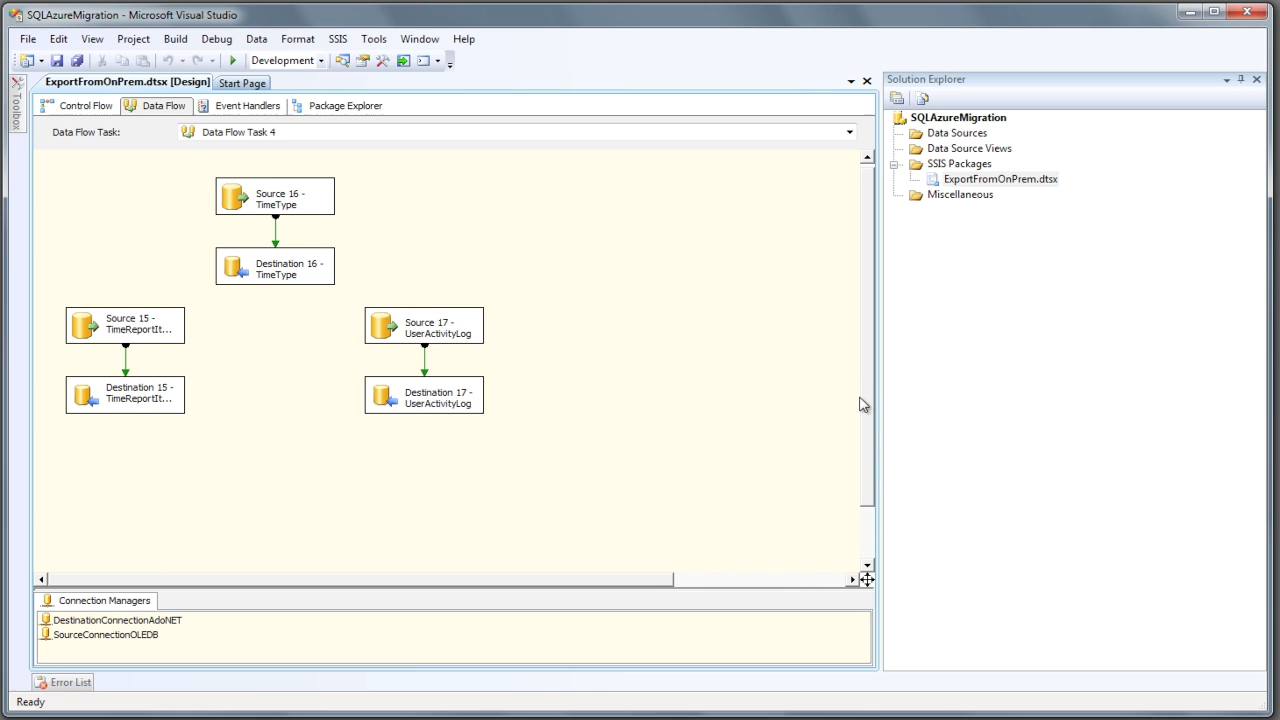 SQLAzureMigration - Microsoft Visual Studio
File Edit View Project Build Debug Data Format SSIS Tools Window Help
Development
Toolbox
ExportFromOnPrem.dtsx [Design] Start Page
Control Flow Data Flow Event Handlers Package Explorer
Data Flow Task: Data Flow Task 4
Source 16 -
TimeType
Destination 16 -
TimeType
Source 15 -
TimeReportIt...
Destination 15 -
TimeReportIt...
Source 17 -
UserActivityLog
Destination 17 -
UserActivityLog
Connection Managers
DestinationConnectionAdoNET
SourceConnectionOLEDB
Error List
Ready
Solution Explorer
SQLAzureMigration
Data Sources
Data Source Views
SSIS Packages
ExportFromOnPrem.dtsx
Miscellaneous